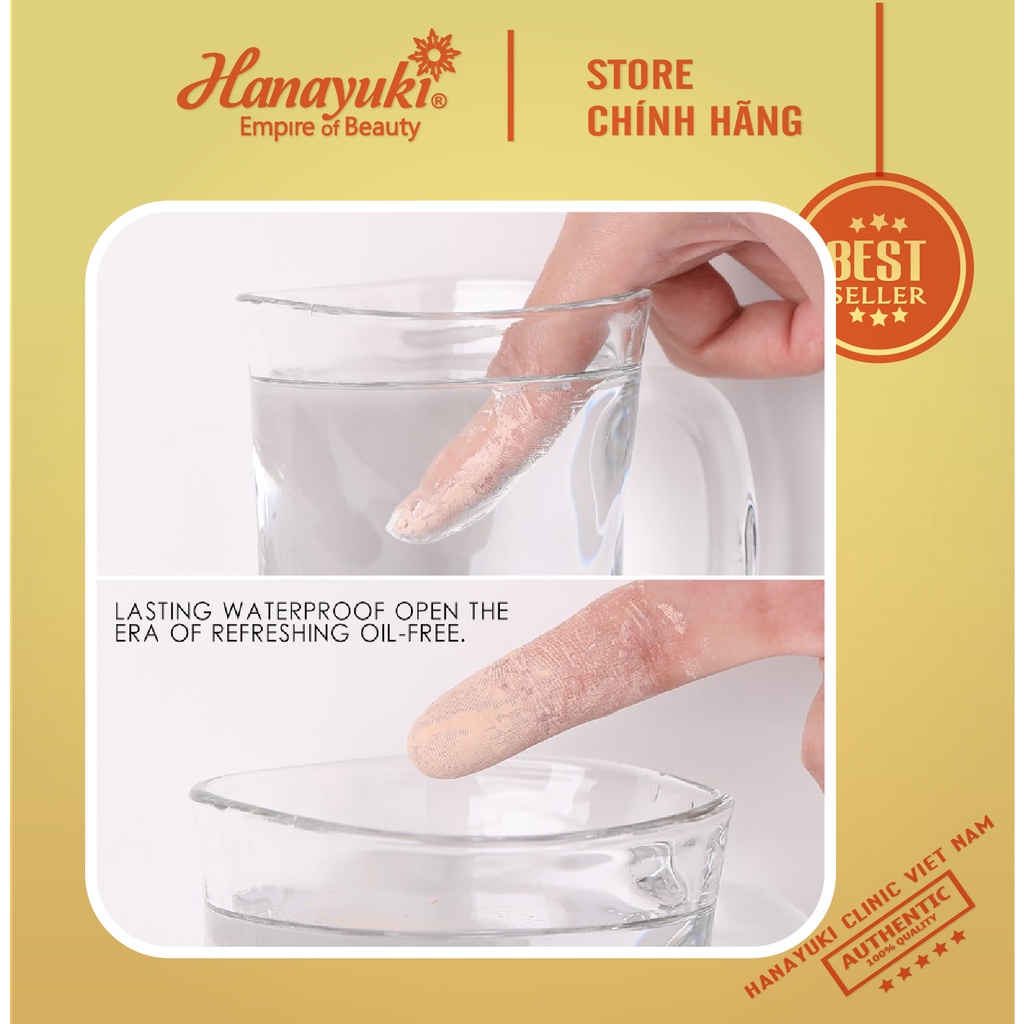 Hanayuki®
Empire of Beauty
STORE
CHÍNH HÃNG
BEST
SELLER
LASTING WATERPROOF OPEN THE
ERA OF REFRESHING OIL-FREE.
HANAYUKI CLINIC VIET NAM
AUTHENTIC
100% QUALITY